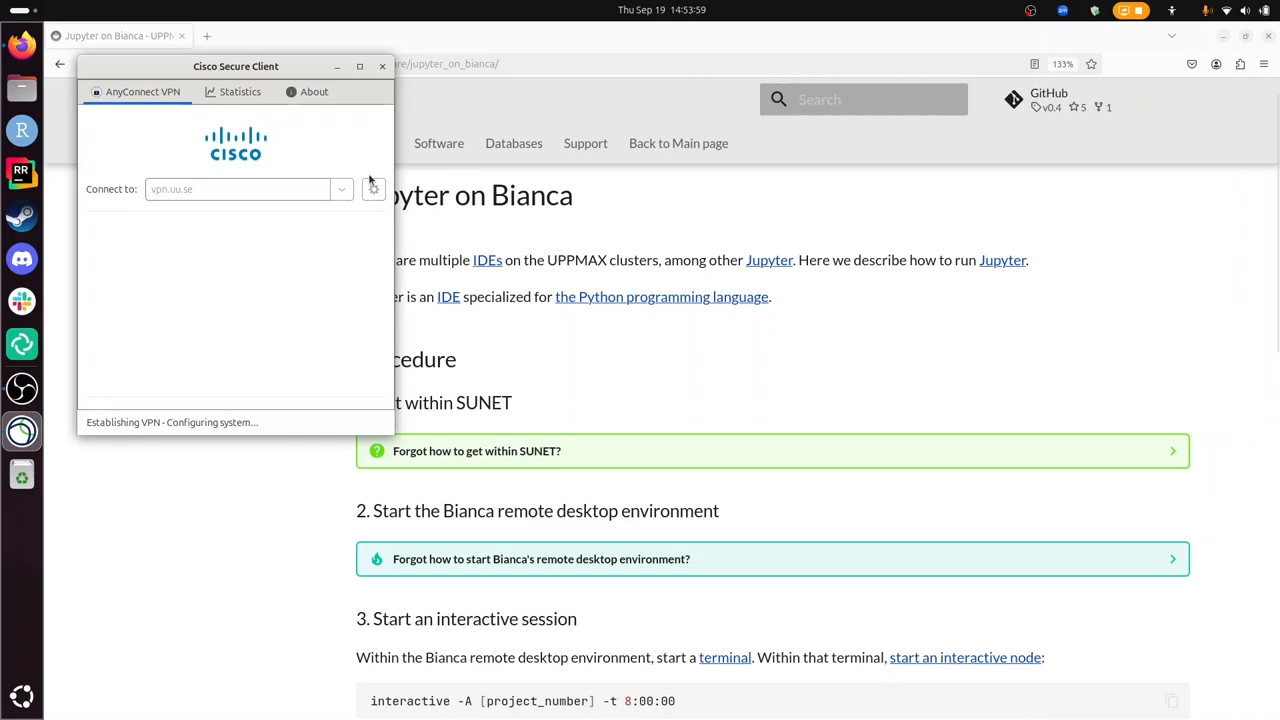 Thu Sep 19 14:53:59
Jupyter on Bianca - UPPM
re/jupyter_on_bianca/
133%
Cisco Secure Client
AnyConnect VPN
Statistics
About
CISCO
Connect to:
vpn.uu.se
Establishing VPN - Configuring system...
Search
GitHub
v0.4 5 1
Software
Databases
Support
Back to Main page
pyter on Bianca
are multiple IDEs on the UPPMAX clusters, among other Jupyter. Here we describe how to run Jupyter.
er is an IDE specialized for the Python programming language.
cedure
t within SUNET
Forgot how to get within SUNET?
2. Start the Bianca remote desktop environment
Forgot how to start Bianca's remote desktop environment?
3. Start an interactive session
Within the Bianca remote desktop environment, start a terminal. Within that terminal, start an interactive node:
interactive -A [project_number] -t 8:00:00